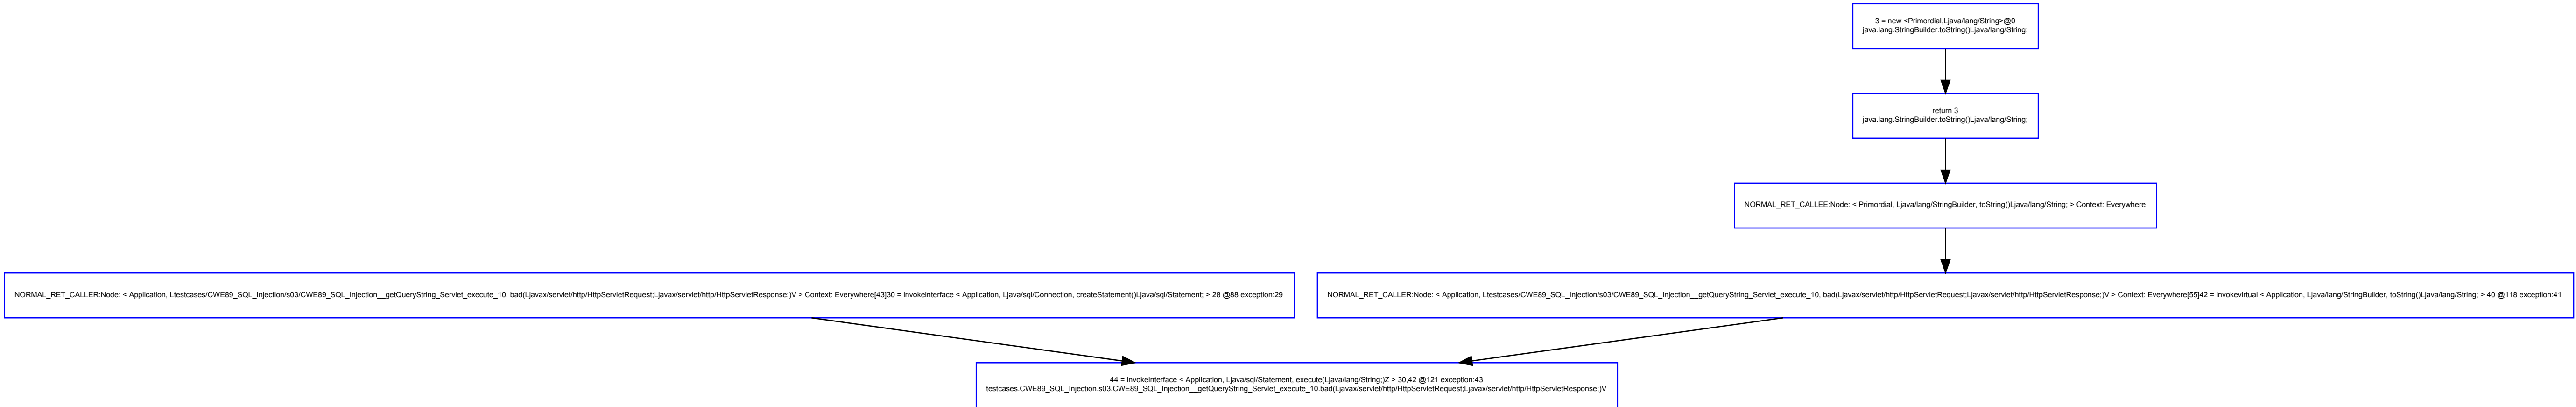 3 = new <Primordial,Ljava/lang/String>@0
java.lang.StringBuilder.toString()Ljava/lang/String;
return 3
java.lang.StringBuilder.toString()Ljava/lang/String;
NORMAL_RET_CALLEE:Node: < Primordial, Ljava/lang/StringBuilder, toString()Ljava/lang/String; > Context: Everywhere
NORMAL_RET_CALLER:Node: < Application, Ltestcases/CWE89_SQL_Injection/s03/CWE89_SQL_Injection__getQueryString_Servlet_execute_10, bad(Ljavax/servlet/http/HttpServletRequest;Ljavax/servlet/http/HttpServletResponse;)V > Context: Everywhere[43]30 = invokeinterface < Application, Ljava/sql/Connection, createStatement()Ljava/sql/Statement; > 28 @88 exception:29
NORMAL_RET_CALLER:Node: < Application, Ltestcases/CWE89_SQL_Injection/s03/CWE89_SQL_Injection__getQueryString_Servlet_execute_10, bad(Ljavax/servlet/http/HttpServletRequest;Ljavax/servlet/http/HttpServletResponse;)V > Context: Everywhere[55]42 = invokevirtual < Application, Ljava/lang/StringBuilder, toString()Ljava/lang/String; > 40 @118 exception:41
44 = invokeinterface < Application, Ljava/sql/Statement, execute(Ljava/lang/String;)Z > 30,42 @121 exception:43
testcases.CWE89_SQL_Injection.s03.CWE89_SQL_Injection__getQueryString_Servlet_execute_10.bad(Ljavax/servlet/http/HttpServletRequest;Ljavax/servlet/http/HttpServletResponse;)V